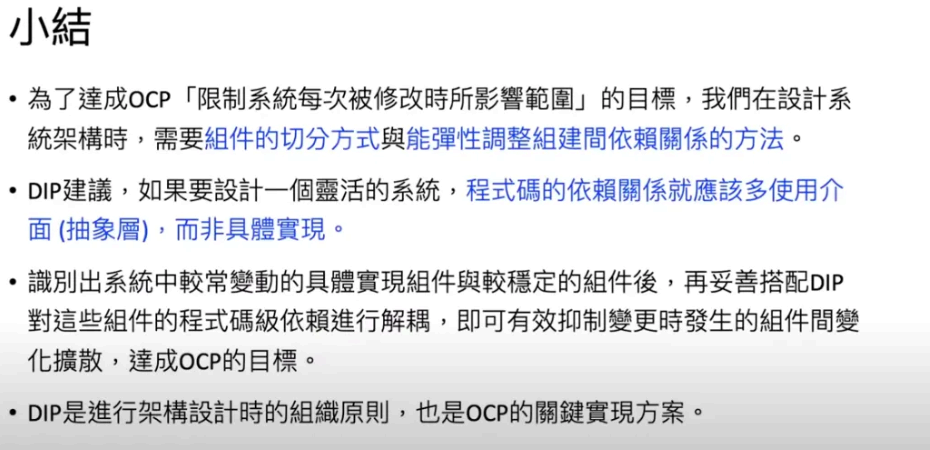 小結
• 為了達成OCP「限制系統每次被修改時所影響範圍」的目標，我們在設計系
統架構時，需要組件的切分方式與能彈性調整組建間依賴關係的方法。
• DIP建議，如果要設計一個靈活的系統，程式碼的依賴關係就應該多使用介
面 (抽象層)，而非具體實現。
• 識別出系統中較常變動的具體實現組件與較穩定的組件後，再妥善搭配DIP
對這些組件的程式碼級依賴進行解耦，即可有效抑制變更時發生的組件間變
化擴散，達成OCP的目標。
• DIP是進行架構設計時的組織原則，也是OCP的關鍵實現方案。